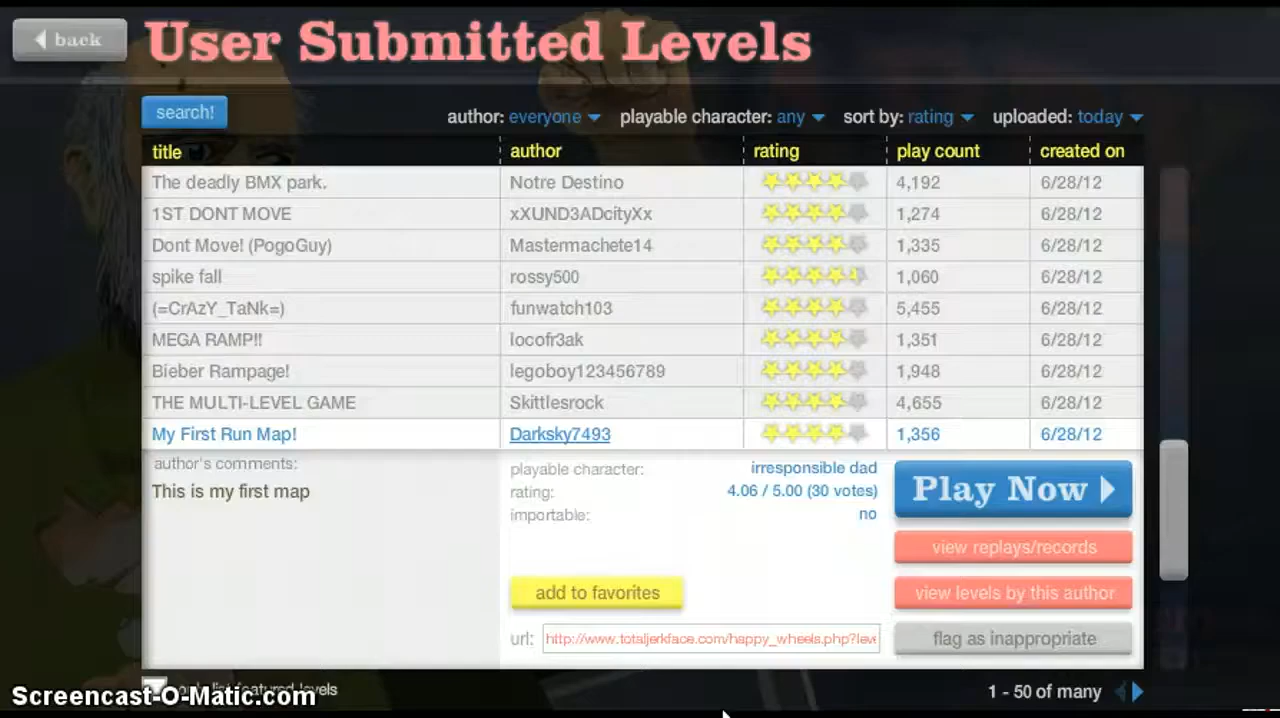 back
User Submitted Levels
search!
author: everyone playable character: any sort by: rating uploaded: today
title author rating play count created on
The deadly BMX park. Notre Destino 4,192 6/28/12
1ST DONT MOVE xXUND3ADcityXx 1,274 6/28/12
Dont Move! (PogoGuy) Mastermachete14 1,335 6/28/12
spike fall rossy500 1,060 6/28/12
(=CrAzY_TaNk=) funwatch103 5,455 6/28/12
MEGA RAMP!! locofr3ak 1,351 6/28/12
Bieber Rampage! legoboy123456789 1,948 6/28/12
THE MULTI-LEVEL GAME Skittlesrock 4,655 6/28/12
My First Run Map! Darksky7493 1,356 6/28/12
author's comments:
This is my first map
playable character: irresponsible dad
rating: 4.06 / 5.00 (30 votes)
importable: no
add to favorites
url: http://www.totaljerkface.com/happy_wheels.php?leve
Play Now
view replays/records
view levels by this author
flag as inappropriate
featured levels
1 - 50 of many
Screencast-O-Matic.com